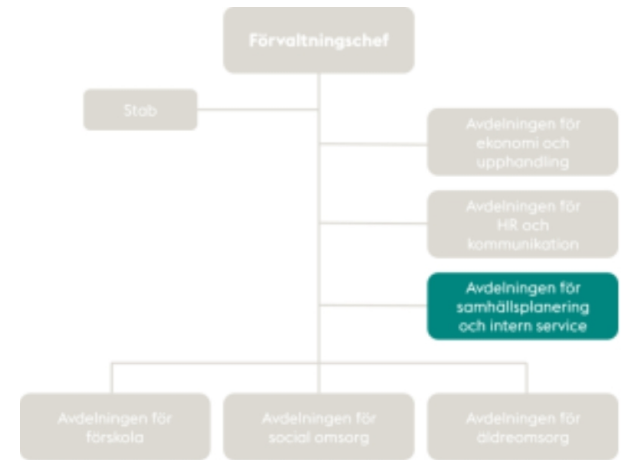 Förvaltningschef
Stab
Avdelningen för
ekonomi och
upphandling
Avdelningen för
HR och
kommunikation
Avdelningen för
samhällsplanering
och intern service
Avdelningen för
förskola
Avdelningen för
social omsorg
Avdelningen för
äldreomsorg